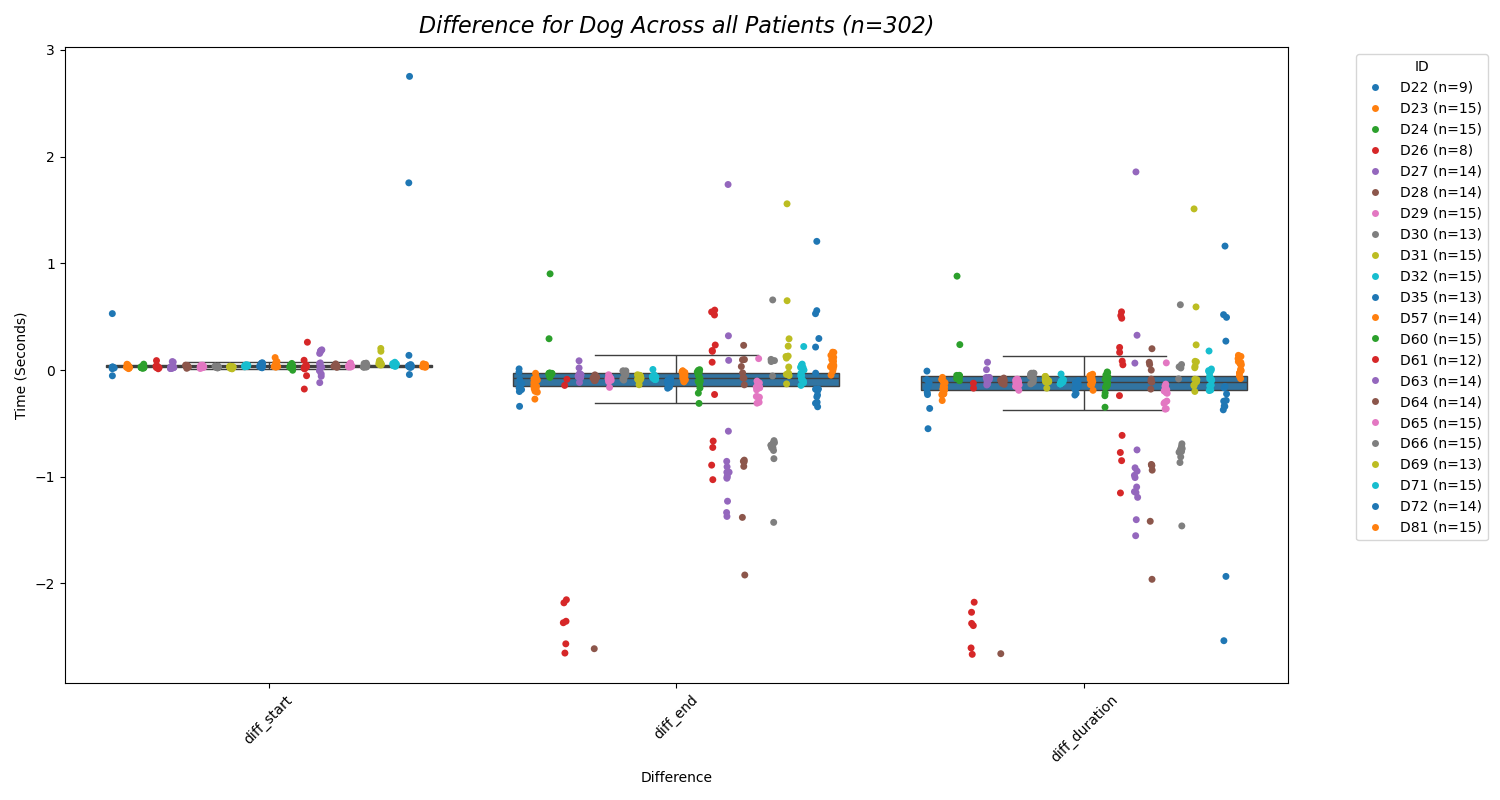 Difference for Dog Across all Patients (n=302)
Time (Seconds)
3
2
1
0
−1
−2
diff_start
diff_end
diff_duration
Difference
ID
D22 (n=9)
D23 (n=15)
D24 (n=15)
D26 (n=8)
D27 (n=14)
D28 (n=14)
D29 (n=15)
D30 (n=13)
D31 (n=15)
D32 (n=15)
D35 (n=13)
D57 (n=14)
D60 (n=15)
D61 (n=12)
D63 (n=14)
D64 (n=14)
D65 (n=15)
D66 (n=15)
D69 (n=13)
D71 (n=15)
D72 (n=14)
D81 (n=15)